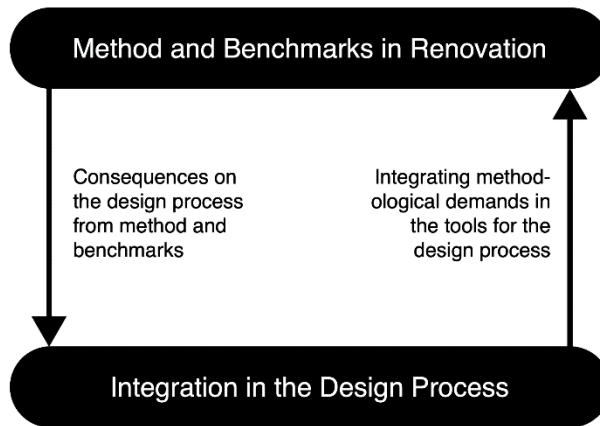 Method and Benchmarks in Renovation
Consequences on
the design process
from method and
benchmarks
Integrating method-
ological demands in
the tools for the
design process
Integration in the Design Process